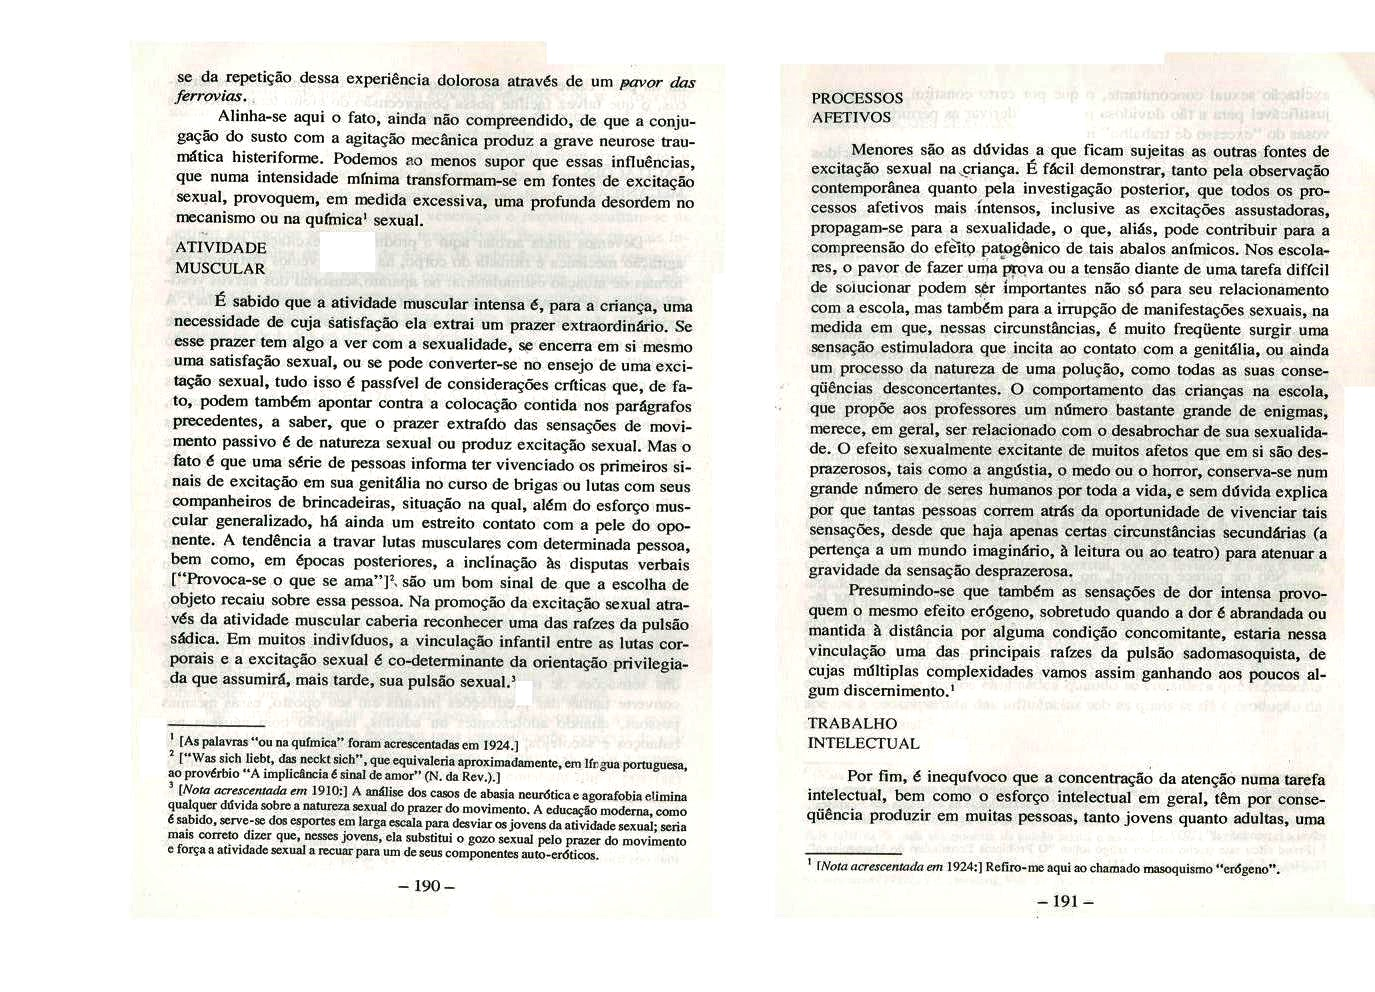 se da repetição dessa experiência dolorosa através de um pavor das
ferrovias.
Alinha-se aqui o fato, ainda não compreendido, de que a conju-
gação do susto com a agitação mecânica produz a grave neurose trau-
mática histeriforme. Podemos ao menos supor que essas influências,
que numa intensidade mínima transformam-se em fontes de excitação
sexual, provoquem, em medida excessiva, uma profunda desordem no
mecanismo ou na química¹ sexual.
ATIVIDADE
MUSCULAR
É sabido que a atividade muscular intensa é, para a criança, uma
necessidade de cuja satisfação ela extrai um prazer extraordinário. Se
esse prazer tem algo a ver com a sexualidade, se encerra em si mesmo
uma satisfação sexual, ou se pode converter-se no ensejo de uma exci-
tação sexual, tudo isso é passível de considerações críticas que, de fa-
to, podem também apontar contra a colocação contida nos parágrafos
precedentes, a saber, que o prazer extraído das sensações de movi-
mento passivo é de natureza sexual ou produz excitação sexual. Mas o
fato é que uma série de pessoas informa ter vivenciado os primeiros si-
nais de excitação em sua genitália no curso de brigas ou lutas com seus
companheiros de brincadeiras, situação na qual, além do esforço mus-
cular generalizado, há ainda um estreito contato com a pele do opo-
nente. A tendência a travar lutas musculares com determinada pessoa,
bem como, em épocas posteriores, a inclinação às disputas verbais
[“Provoca-se o que se ama”]², são um bom sinal de que a escolha de
objeto recaiu sobre essa pessoa. Na promoção da excitação sexual atra-
vés da atividade muscular caberia reconhecer uma das raízes da pulsão
sádica. Em muitos indivíduos, a vinculação infantil entre as lutas cor-
porais e a excitação sexual é co-determinante da orientação privilegia-
da que assumirá, mais tarde, sua pulsão sexual.³
¹ [As palavras “ou na química” foram acrescentadas em 1924.]
² [“Was sich liebt, das neckt sich”, que equivaleria aproximadamente, em língua portuguesa,
ao provérbio “A implicância é sinal de amor” (N. da Rev.).]
³ [Nota acrescentada em 1910:] A análise dos casos de abasia neurótica e agorafobia elimina
qualquer dúvida sobre a natureza sexual do prazer do movimento. A educação moderna, como
é sabido, serve-se dos esportes em larga escala para desviar os jovens da atividade sexual; seria
mais correto dizer que, nesses jovens, ela substitui o gozo sexual pelo prazer do movimento
e força a atividade sexual a recuar para um de seus componentes auto-eróticos.
– 190 –
PROCESSOS
AFETIVOS
Menores são as dúvidas a que ficam sujeitas as outras fontes de
excitação sexual na criança. É fácil demonstrar, tanto pela observação
contemporânea quanto pela investigação posterior, que todos os pro-
cessos afetivos mais intensos, inclusive as excitações assustadoras,
propagam-se para a sexualidade, o que, aliás, pode contribuir para a
compreensão do efeito patogênico de tais abalos anímicos. Nos escola-
res, o pavor de fazer uma prova ou a tensão diante de uma tarefa difícil
de solucionar podem ser importantes não só para seu relacionamento
com a escola, mas também para a irrupção de manifestações sexuais, na
medida em que, nessas circunstâncias, é muito freqüente surgir uma
sensação estimuladora que incita ao contato com a genitália, ou ainda
um processo da natureza de uma polução, como todas as suas conse-
qüências desconcertantes. O comportamento das crianças na escola,
que propõe aos professores um número bastante grande de enigmas,
merece, em geral, ser relacionado com o desabrochar de sua sexualida-
de. O efeito sexualmente excitante de muitos afetos que em si são des-
prazerosos, tais como a angústia, o medo ou o horror, conserva-se num
grande número de seres humanos por toda a vida, e sem dúvida explica
por que tantas pessoas correm atrás da oportunidade de vivenciar tais
sensações, desde que haja apenas certas circunstâncias secundárias (a
pertença a um mundo imaginário, à leitura ou ao teatro) para atenuar a
gravidade da sensação desprazerosa.
Presumindo-se que também as sensações de dor intensa provo-
quem o mesmo efeito erógeno, sobretudo quando a dor é abrandada ou
mantida à distância por alguma condição concomitante, estaria nessa
vinculação uma das principais raízes da pulsão sadomasoquista, de
cujas múltiplas complexidades vamos assim ganhando aos poucos al-
gum discernimento.¹
TRABALHO
INTELECTUAL
Por fim, é inequívoco que a concentração da atenção numa tarefa
intelectual, bem como o esforço intelectual em geral, têm por conse-
qüência produzir em muitas pessoas, tanto jovens quanto adultas, uma
¹ [Nota acrescentada em 1924:] Refiro-me aqui ao chamado masoquismo “erógeno”.
– 191 –